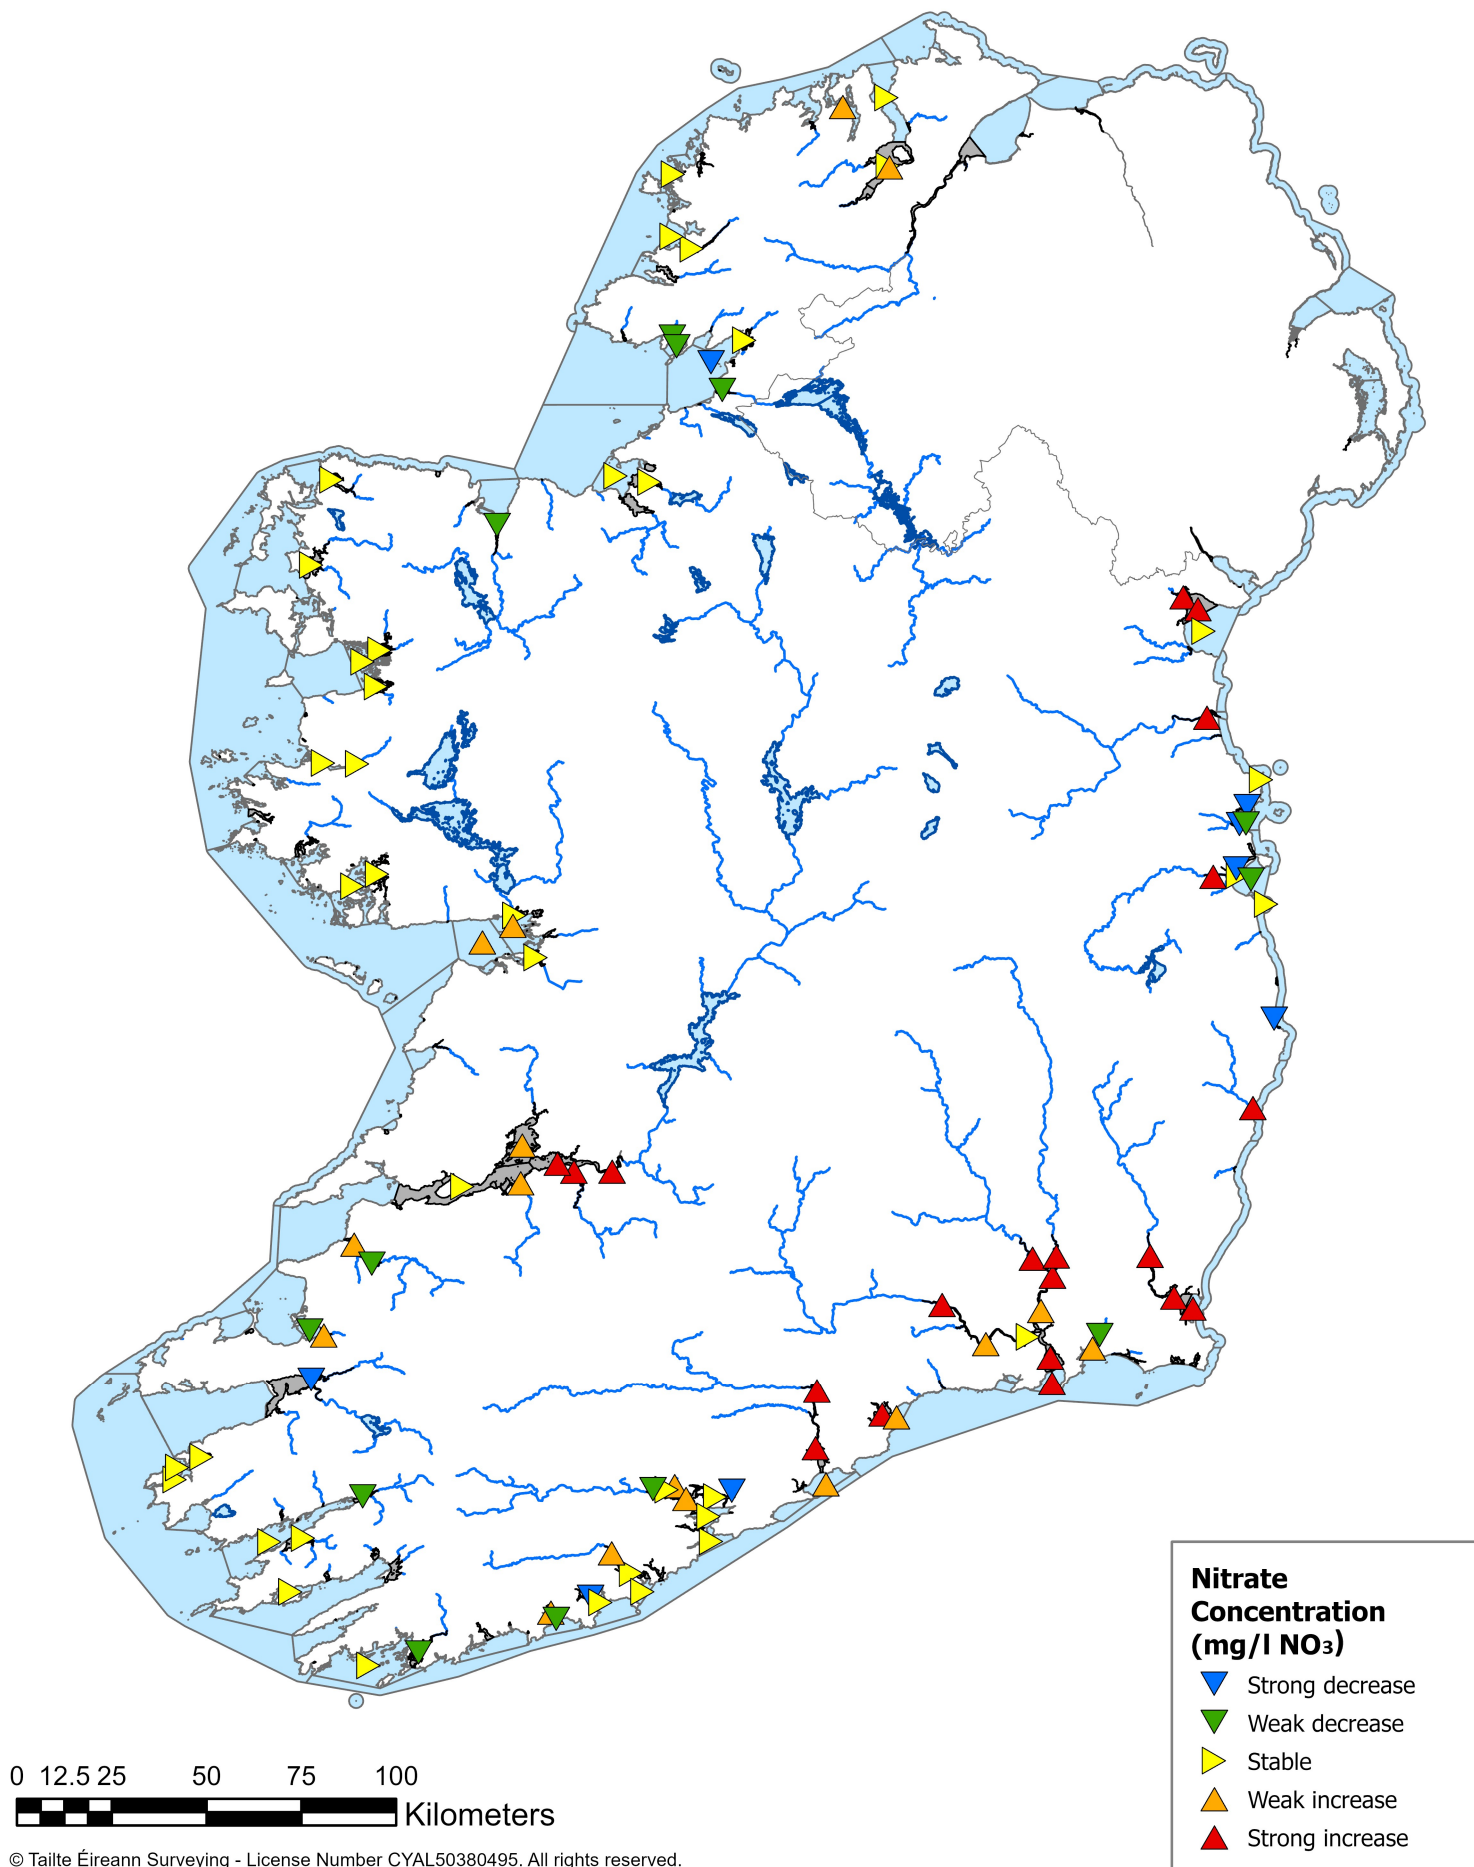 Nitrate
Concentration
(mg/l NO₃)
Strong decrease
Weak decrease
Stable
Weak increase
Strong increase
0 12.5 25 50 75 100
Kilometers
© Tailte Éireann Surveying - License Number CYAL50380495. All rights reserved.